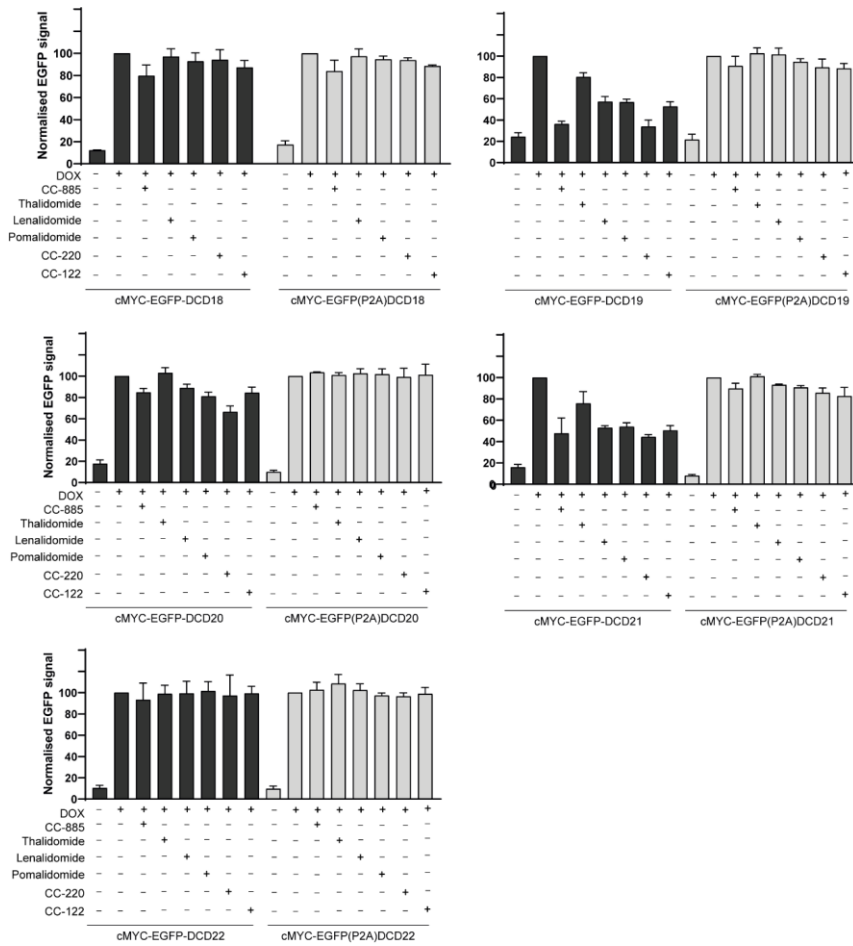 Normalised EGFP signal
100
80
60
40
20
0
DOX – + + + + + + + – + + + + + + +
CC-885 – – + – – – – – – – + – – – – –
Thalidomide
Lenalidomide
Pomalidomide
CC-220
CC-122
cMYC-EGFP-DCD18 cMYC-EGFP(P2A)DCD18
100
80
60
40
20
0
cMYC-EGFP-DCD19 cMYC-EGFP(P2A)DCD19
Normalised EGFP signal
100
80
60
40
20
0
DOX
CC-885
Thalidomide
Lenalidomide
Pomalidomide
CC-220
CC-122
cMYC-EGFP-DCD20 cMYC-EGFP(P2A)DCD20
100
80
60
40
20
0
cMYC-EGFP-DCD21 cMYC-EGFP(P2A)DCD21
Normalised EGFP signal
100
80
60
40
20
0
DOX
CC-885
Thalidomide
Lenalidomide
Pomalidomide
CC-220
CC-122
cMYC-EGFP-DCD22 cMYC-EGFP(P2A)DCD22